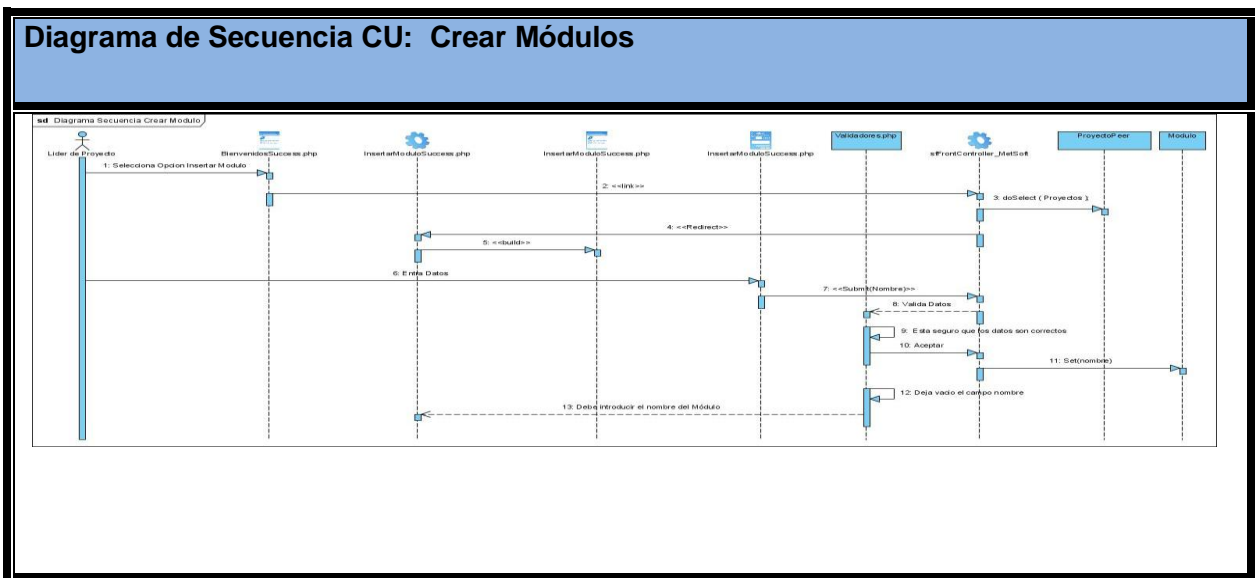 Diagrama de Secuencia CU: Crear Módulos
sd Diagrama Secuencia Crear Modulo
Lider de Proyecto
BienvenidosSuccess.php
InsertarModuloSuccess.php
InsertarModuloSuccess.php
InsertarModuloSuccess.php
Validadores.php
sfFrontController_MetSoft
ProyectoPeer
Modulo
1: Selecciona Opcion Insertar Modulo
2: <<link>>
3: doSelect ( Proyectos )
4: <<Redirect>>
5: <<build>>
6: Entra Datos
7: <<Submit(Nombre)>>
8: Valida Datos
9: Esta seguro que los datos son correctos
10: Aceptar
11: Set(nombre)
12: Deja vacio el campo nombre
13: Debe introducir el nombre del Módulo